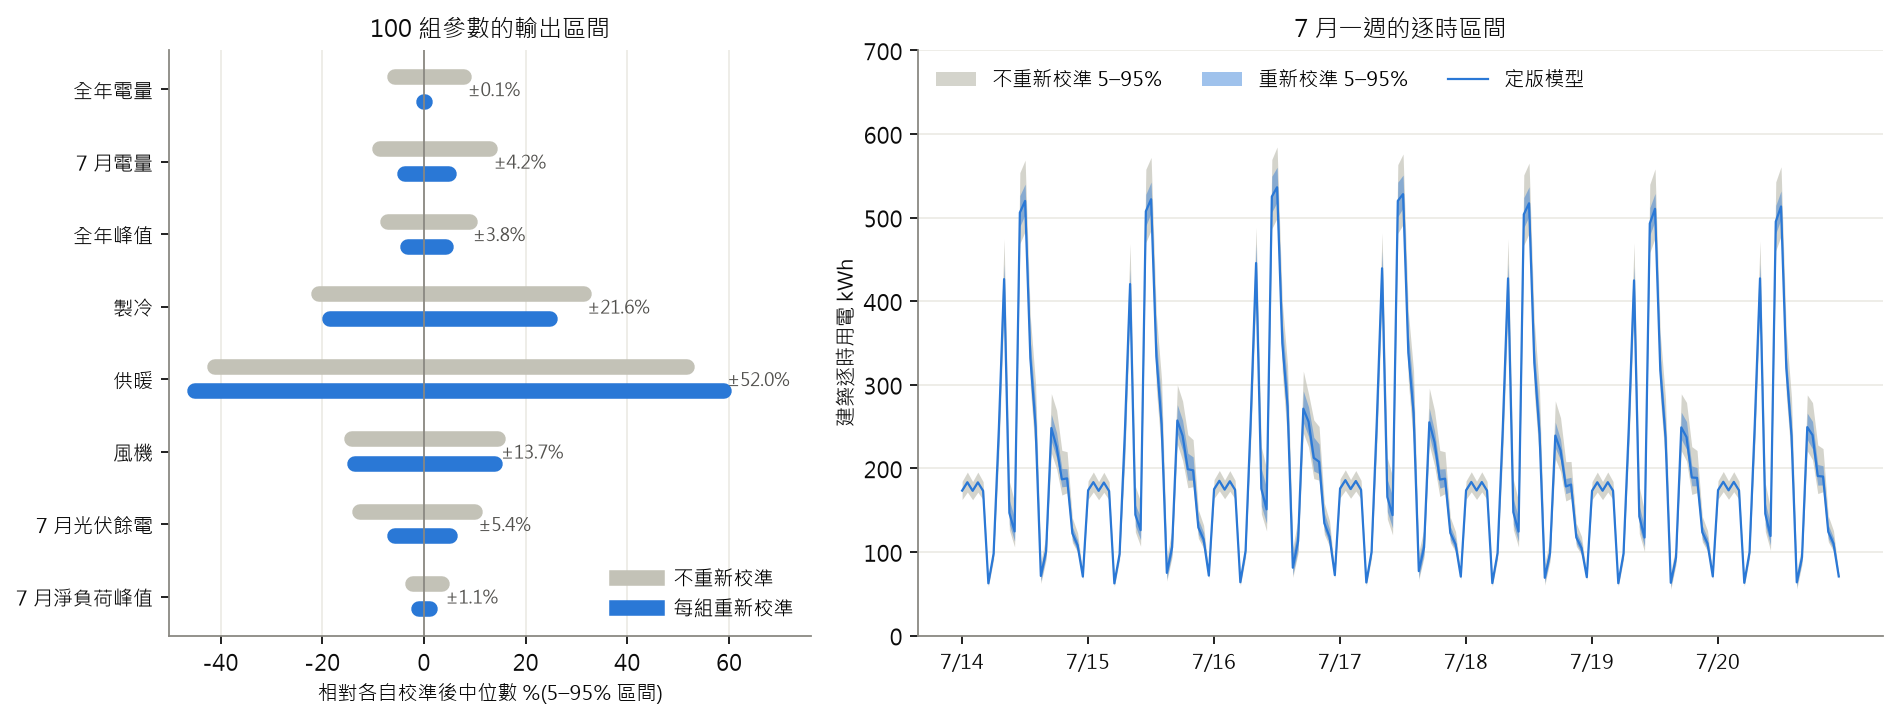 100 組參數的輸出區間
全年電量
7 月電量
全年峰值
製冷
供暖
風機
7 月光伏餘電
7 月淨負荷峰值
±0.1%
±4.2%
±3.8%
±21.6%
±52.0%
±13.7%
±5.4%
±1.1%
不重新校準
每組重新校準
-40 -20 0 20 40 60
相對各自校準後中位數 %(5–95% 區間)
7 月一週的逐時區間
不重新校準 5–95% 重新校準 5–95% 定版模型
建築逐時用電 kWh
700
600
500
400
300
200
100
0
7/14 7/15 7/16 7/17 7/18 7/19 7/20